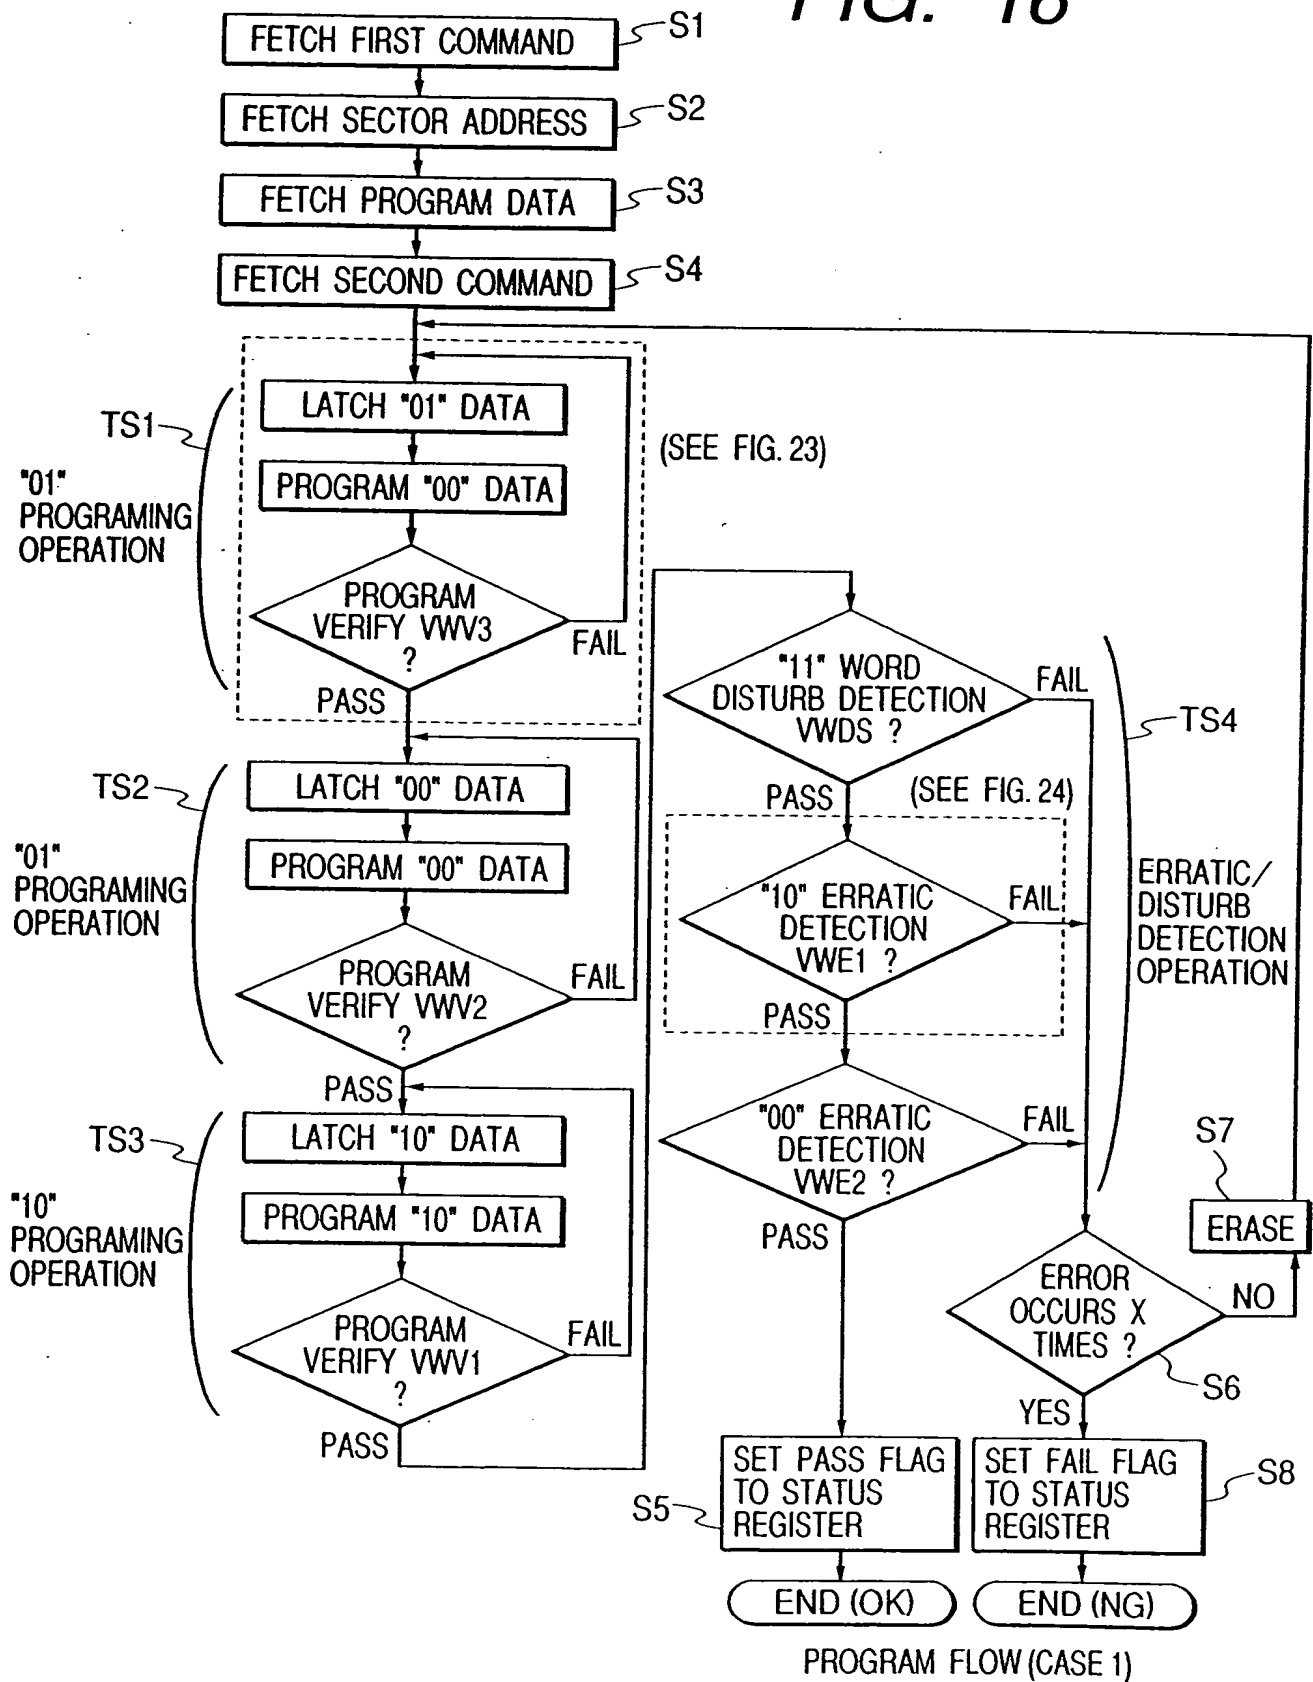 FIG. 16
FETCH FIRST COMMAND
S1
FETCH SECTOR ADDRESS
S2
FETCH PROGRAM DATA
S3
FETCH SECOND COMMAND
S4
TS1
"01"
PROGRAMING
OPERATION
LATCH "01" DATA
PROGRAM "00" DATA
PROGRAM
VERIFY VWV3
?
FAIL
PASS
(SEE FIG. 23)
TS2
"01"
PROGRAMING
OPERATION
LATCH "00" DATA
PROGRAM "00" DATA
PROGRAM
VERIFY VWV2
?
FAIL
PASS
TS3
"10"
PROGRAMING
OPERATION
LATCH "10" DATA
PROGRAM "10" DATA
PROGRAM
VERIFY VWV1
?
FAIL
PASS
"11" WORD
DISTURB DETECTION
VWDS ?
FAIL
PASS
(SEE FIG. 24)
"10" ERRATIC
DETECTION
VWE1 ?
FAIL
PASS
"00" ERRATIC
DETECTION
VWE2 ?
FAIL
PASS
TS4
ERRATIC/
DISTURB
DETECTION
OPERATION
S7
ERASE
ERROR
OCCURS X
TIMES ?
NO
S6
YES
SET PASS FLAG
TO STATUS
REGISTER
S5
SET FAIL FLAG
TO STATUS
REGISTER
S8
END (OK)
END (NG)
PROGRAM FLOW (CASE 1)